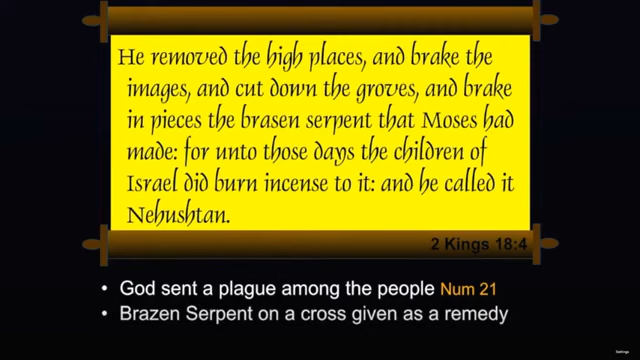 He removed the high places, and brake the
images, and cut down the groves, and brake
in pieces the brasen serpent that Moses had
made: for unto those days the children of
Israel did burn incense to it: and he called it
Nehushtan.
2 Kings 18:4
• God sent a plague among the people Num 21
• Brazen Serpent on a cross given as a remedy
Settings